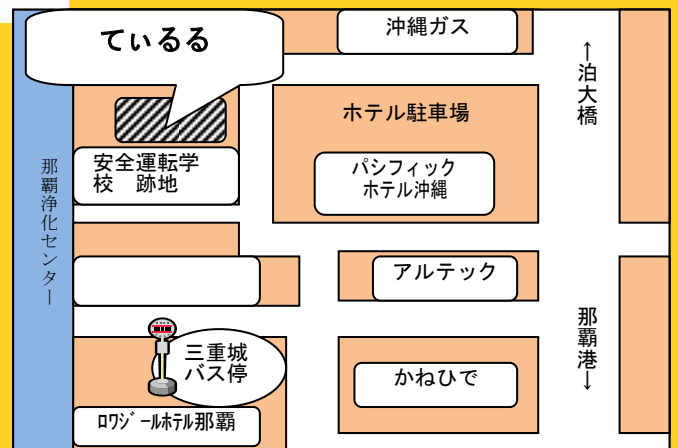 ているる
沖縄ガス
←泊大橋
ホテル駐車場
安全運転学
校　跡地
パシフィック
ホテル沖縄
那覇浄化センター
アルテック
那覇港→
三重城
バス停
かねひで
ﾛﾜｼﾞｰﾙﾎﾃﾙ那覇